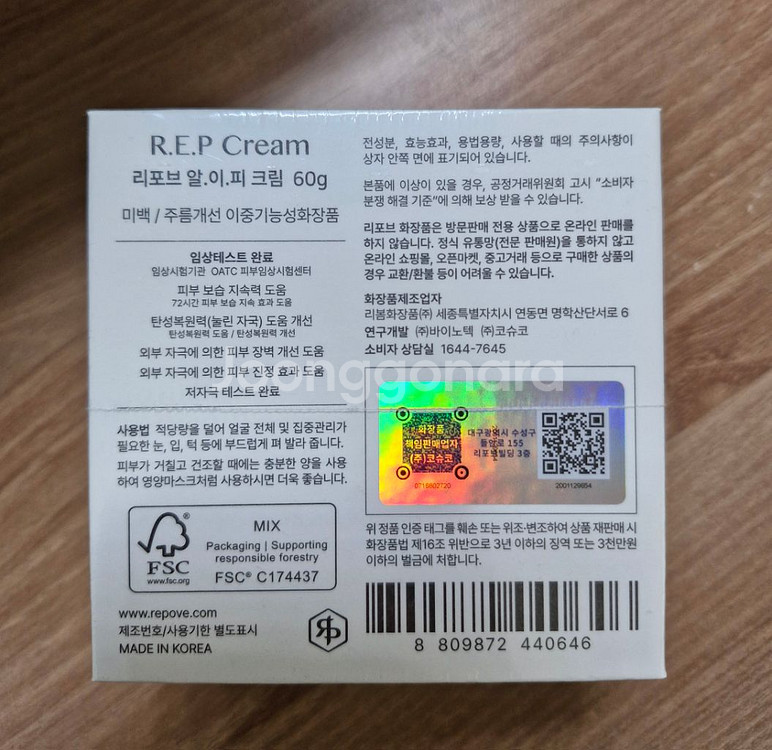 R.E.P Cream
리포브 알.이.피 크림 60g
미백 / 주름개선 이중기능성화장품
임상테스트 완료
임상시험기관 OATC 피부임상시험센터
피부 보습 지속력 도움
72시간 피부 보습 지속 효과 도움
탄성복원력(눌린 자국) 도움 개선
탄성복원력 도움 / 탄성복원력 개선
외부 자극에 의한 피부 장벽 개선 도움
외부 자극에 의한 피부 진정 효과 도움
저자극 테스트 완료
사용법 적당량을 덜어 얼굴 전체 및 집중관리가
필요한 눈, 입, 턱 등에 부드럽게 펴 발라 줍니다.
피부가 거칠고 건조할 때에는 충분한 양을 사용
하여 영양마스크처럼 사용하시면 더욱 좋습니다.
FSC
www.fsc.org
MIX
Packaging | Supporting
responsible forestry
FSC® C174437
www.repove.com
제조번호/사용기한 별도표시
MADE IN KOREA
전성분, 효능효과, 용법용량, 사용할 때의 주의사항이
상자 안쪽 면에 표기되어 있습니다.
본품에 이상이 있을 경우, 공정거래위원회 고시 "소비자
분쟁 해결 기준"에 의해 보상 받을 수 있습니다.
리포브 화장품은 방문판매 전용 상품으로 온라인 판매를
하지 않습니다. 정식 유통망(전문 판매원)을 통하지 않고
온라인 쇼핑몰, 오픈마켓, 중고거래 등으로 구매한 상품의
경우 교환/환불 등이 어려울 수 있습니다.
화장품제조업자
리봄화장품(주) 세종특별자치시 연동면 명학산단서로 6
연구개발 (주)바이노텍 (주)코슈코
소비자 상담실 1644-7645
Joonggonara
화장품
책임판매업자
(주)코슈코
0716602720
대구광역시 수성구
들안로 155
리포브빌딩 3층
2001129654
위 정품 인증 태그를 훼손 또는 위조·변조하여 상품 재판매 시
화장품법 제16조 위반으로 3년 이하의 징역 또는 3천만원
이하의 벌금에 처합니다.
8 809872 440646